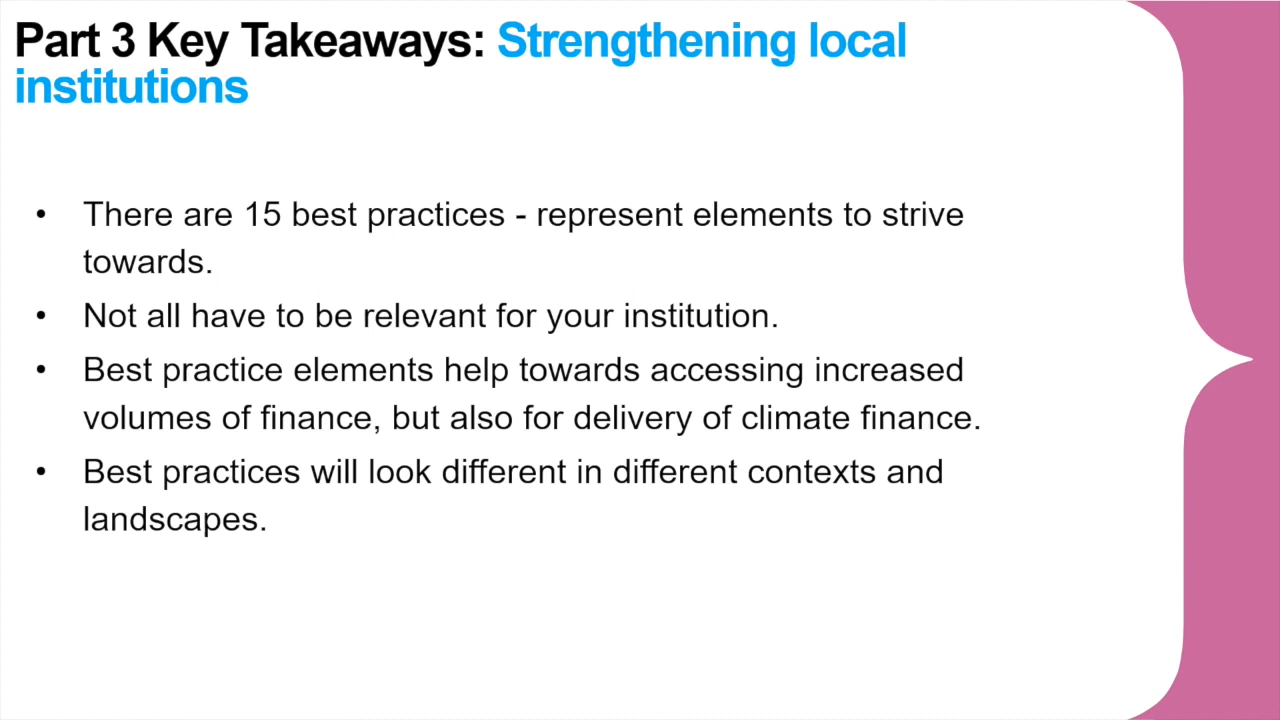 Part 3 Key Takeaways: Strengthening local
institutions
• There are 15 best practices - represent elements to strive
towards.
• Not all have to be relevant for your institution.
• Best practice elements help towards accessing increased
volumes of finance, but also for delivery of climate finance.
• Best practices will look different in different contexts and
landscapes.